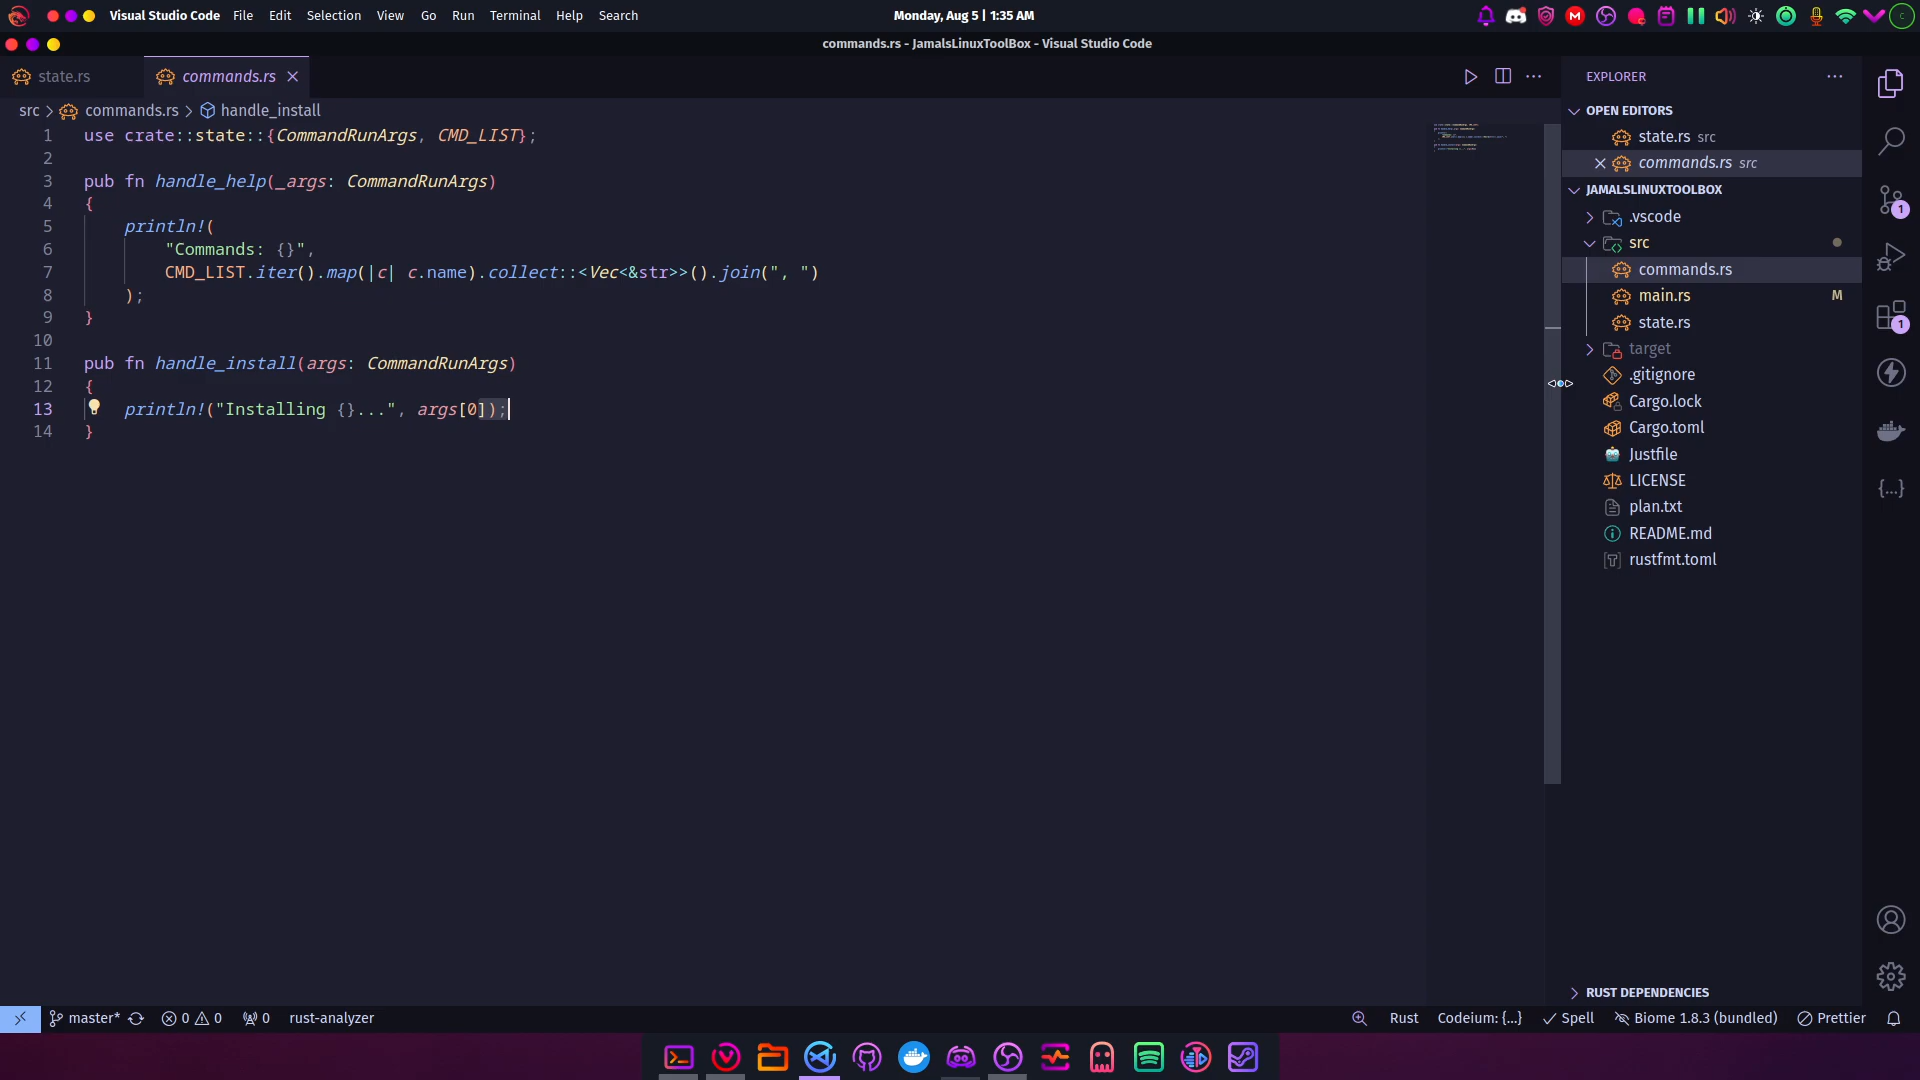 Visual Studio Code File Edit Selection View Go Run Terminal Help Search
Monday, Aug 5 | 1:35 AM
commands.rs - JamalsLinuxToolBox - Visual Studio Code
state.rs
commands.rs
src > commands.rs > handle_install
1 use crate::state::{CommandRunArgs, CMD_LIST};
2
3 pub fn handle_help(_args: CommandRunArgs)
4 {
5 println!(
6 "Commands: {}",
7 CMD_LIST.iter().map(|c| c.name).collect::<Vec<&str>>().join(", ")
8 );
9 }
10
11 pub fn handle_install(args: CommandRunArgs)
12 {
13 println!("Installing {}...", args[0]);
14 }
EXPLORER
OPEN EDITORS
state.rs src
commands.rs src
JAMALSLINUXTOOLBOX
.vscode
src
commands.rs
main.rs M
state.rs
target
.gitignore
Cargo.lock
Cargo.toml
Justfile
LICENSE
plan.txt
README.md
rustfmt.toml
RUST DEPENDENCIES
1
1
master* 0 0 0 rust-analyzer
Rust Codeium: {...} Spell Biome 1.8.3 (bundled) Prettier